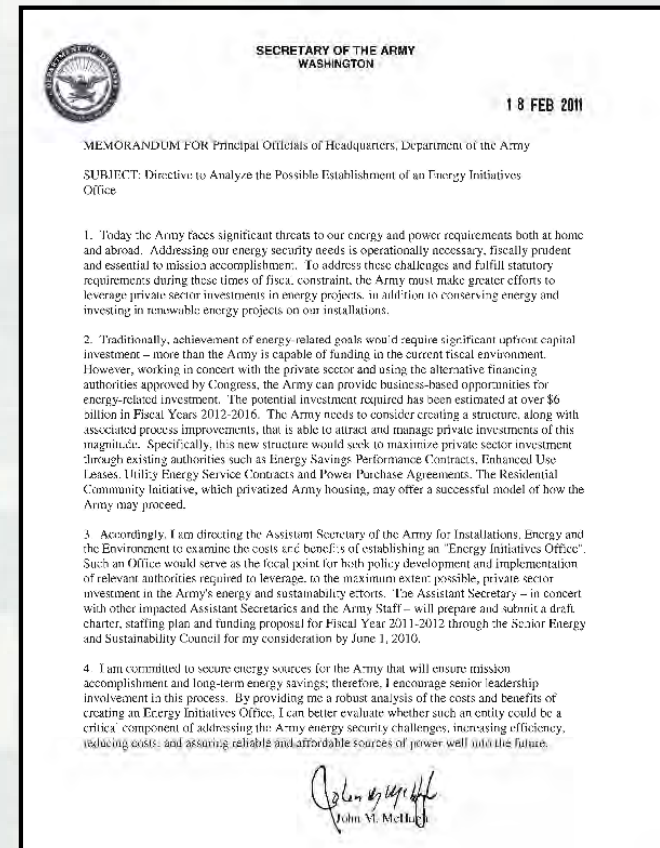 SECRETARY OF THE ARMY
WASHINGTON
18 FEB 2011
MEMORANDUM FOR Principal Officials of Headquarters, Department of the Army
SUBJECT: Directive to Analyze the Possible Establishment of an Energy Initiatives
Office
1. Today the Army faces significant threats to our energy and power requirements both at home
and abroad. Addressing our energy security needs is operationally necessary, fiscally prudent
and essential to mission accomplishment. To address these challenges and fulfill statutory
requirements during these times of fiscal constraint, the Army must make greater efforts to
leverage private sector investments in energy projects, in addition to conserving energy and
investing in renewable energy projects on our installations.
2. Traditionally, achievement of energy-related goals would require significant upfront capital
investment – more than the Army is capable of funding in the current fiscal environment.
However, working in concert with the private sector and using the alternative financing
authorities approved by Congress, the Army can provide business-based opportunities for
energy-related investment. The potential investment required has been estimated at over $6
billion in Fiscal Years 2012-2016. The Army needs to consider creating a structure, along with
associated process improvements, that is able to attract and manage private investments of this
magnitude. Specifically, this new structure would seek to maximize private sector investment
through existing authorities such as Energy Savings Performance Contracts, Enhanced Use
Leases, Utility Energy Service Contracts and Power Purchase Agreements. The Residential
Community Initiative, which privatized Army housing, may offer a successful model of how the
Army may proceed.
3. Accordingly, I am directing the Assistant Secretary of the Army for Installations, Energy and
the Environment to examine the costs and benefits of establishing an "Energy Initiatives Office".
Such an Office would serve as the focal point for both policy development and implementation
of relevant authorities required to leverage, to the maximum extent possible, private sector
investment in the Army's energy and sustainability efforts. The Assistant Secretary – in concert
with other impacted Assistant Secretaries and the Army Staff – will prepare and submit a draft
charter, staffing plan and funding proposal for Fiscal Year 2011-2012 through the Senior Energy
and Sustainability Council for my consideration by June 1, 2010.
4. I am committed to secure energy sources for the Army that will ensure mission
accomplishment and long-term energy savings; therefore, I encourage senior leadership
involvement in this process. By providing me a robust analysis of the costs and benefits of
creating an Energy Initiatives Office, I can better evaluate whether such an entity could be a
critical component of addressing the Army energy security challenges, increasing efficiency,
reducing costs, and assuring reliable and affordable sources of power well into the future.
John M. McHugh